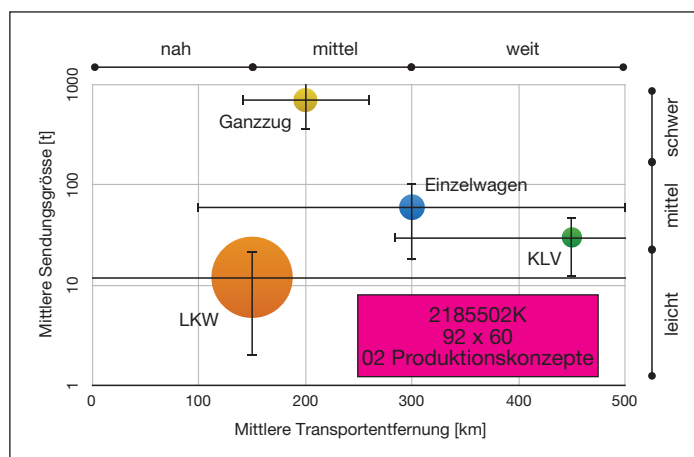 nah
mittel
weit
Mittlere Sendungsgrösse [t]
1000
100
10
1
Ganzzug
Einzelwagen
KLV
LKW
2185502K
92 x 60
02 Produktionskonzepte
schwer
mittel
leicht
0
100
200
300
400
500
Mittlere Transportentfernung [km]